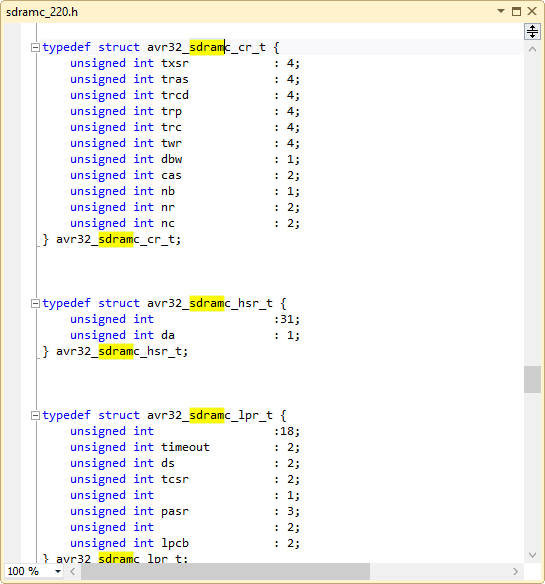 sdramc_220.h
typedef struct avr32_sdramc_cr_t {
    unsigned int txsr            : 4;
    unsigned int tras            : 4;
    unsigned int trcd            : 4;
    unsigned int trp             : 4;
    unsigned int trc             : 4;
    unsigned int twr             : 4;
    unsigned int dbw             : 1;
    unsigned int cas             : 2;
    unsigned int nb              : 1;
    unsigned int nr              : 2;
    unsigned int nc              : 2;
} avr32_sdramc_cr_t;
typedef struct avr32_sdramc_hsr_t {
    unsigned int                 :31;
    unsigned int da              : 1;
} avr32_sdramc_hsr_t;
typedef struct avr32_sdramc_lpr_t {
    unsigned int                 :18;
    unsigned int timeout         : 2;
    unsigned int ds              : 2;
    unsigned int tcsr            : 2;
    unsigned int                 : 1;
    unsigned int pasr            : 3;
    unsigned int                 : 2;
    unsigned int lpcb            : 2;
} avr32_sdramc_lpr_t;
100 %